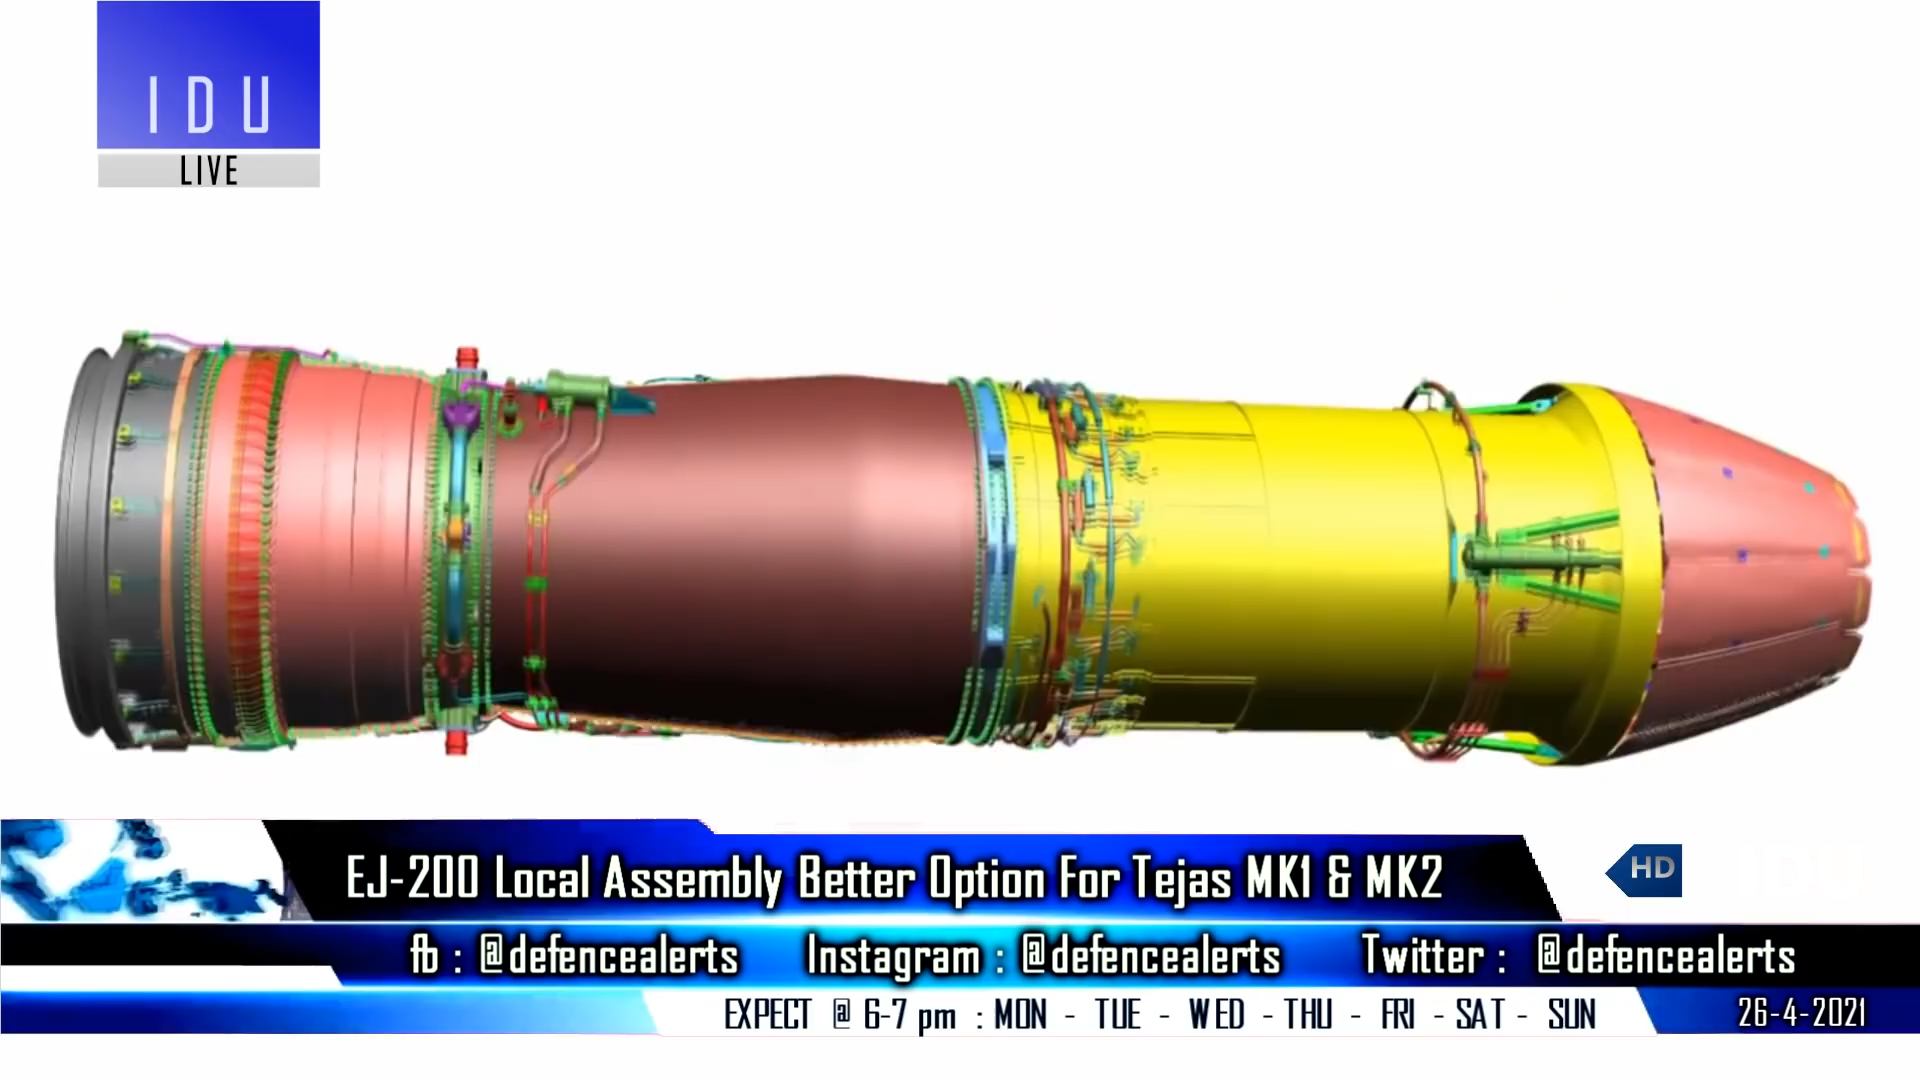 IDU
LIVE
EJ-200 Local Assembly Better Option For Tejas MK1 & MK2
HD
fb : @defencealerts Instagram : @defencealerts Twitter : @defencealerts
EXPECT @ 6-7 pm : MON - TUE - WED - THU - FRI - SAT - SUN
26-4-2021